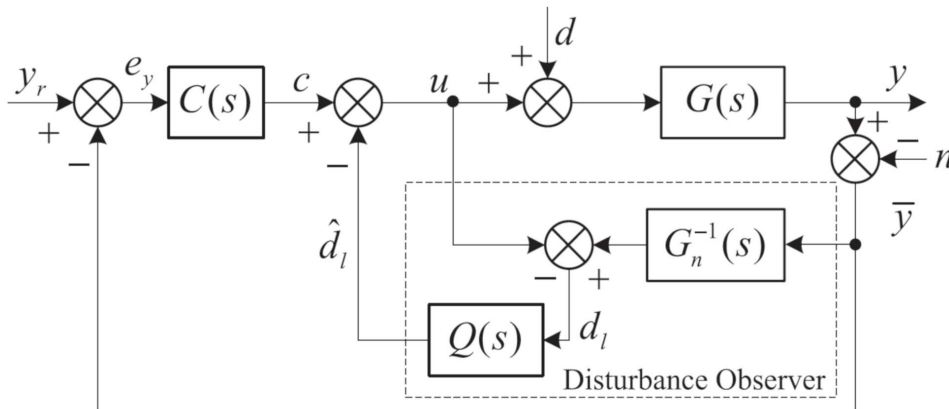 y_r
+
−
e_y
C(s)
c
+
−
u
+
+
d
G(s)
y
+
−
n
ȳ
d̂_l
−
+
G_n^{-1}(s)
Q(s)
d_l
Disturbance Observer